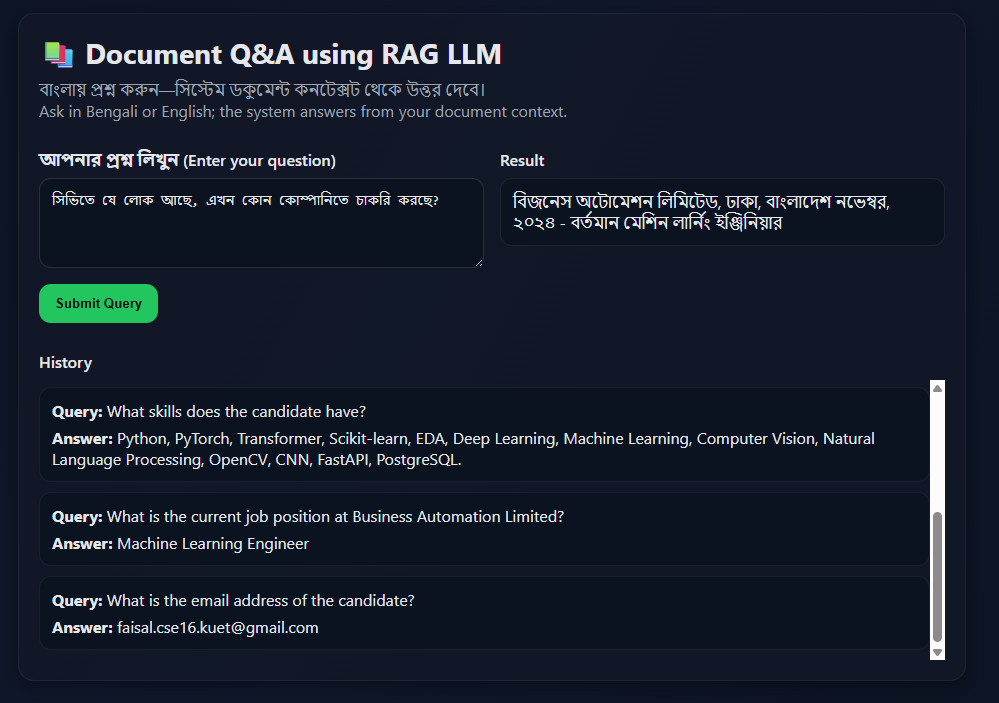 Document Q&A using RAG LLM
বাংলায় প্রশ্ন করুন—সিস্টেম ডকুমেন্ট কনটেক্সট থেকে উত্তর দেবে।
Ask in Bengali or English; the system answers from your document context.
আপনার প্রশ্ন লিখুন (Enter your question)
সিভিতে যে লোক আছে, এখন কোন কোম্পানিতে চাকরি করছে?
Submit Query
Result
বিজনেস অটোমেশন লিমিটেড, ঢাকা, বাংলাদেশ নভেম্বর,
২০২৪ - বর্তমান মেশিন লার্নিং ইঞ্জিনিয়ার
History
Query: What skills does the candidate have?
Answer: Python, PyTorch, Transformer, Scikit-learn, EDA, Deep Learning, Machine Learning, Computer Vision, Natural
Language Processing, OpenCV, CNN, FastAPI, PostgreSQL.
Query: What is the current job position at Business Automation Limited?
Answer: Machine Learning Engineer
Query: What is the email address of the candidate?
Answer: faisal.cse16.kuet@gmail.com